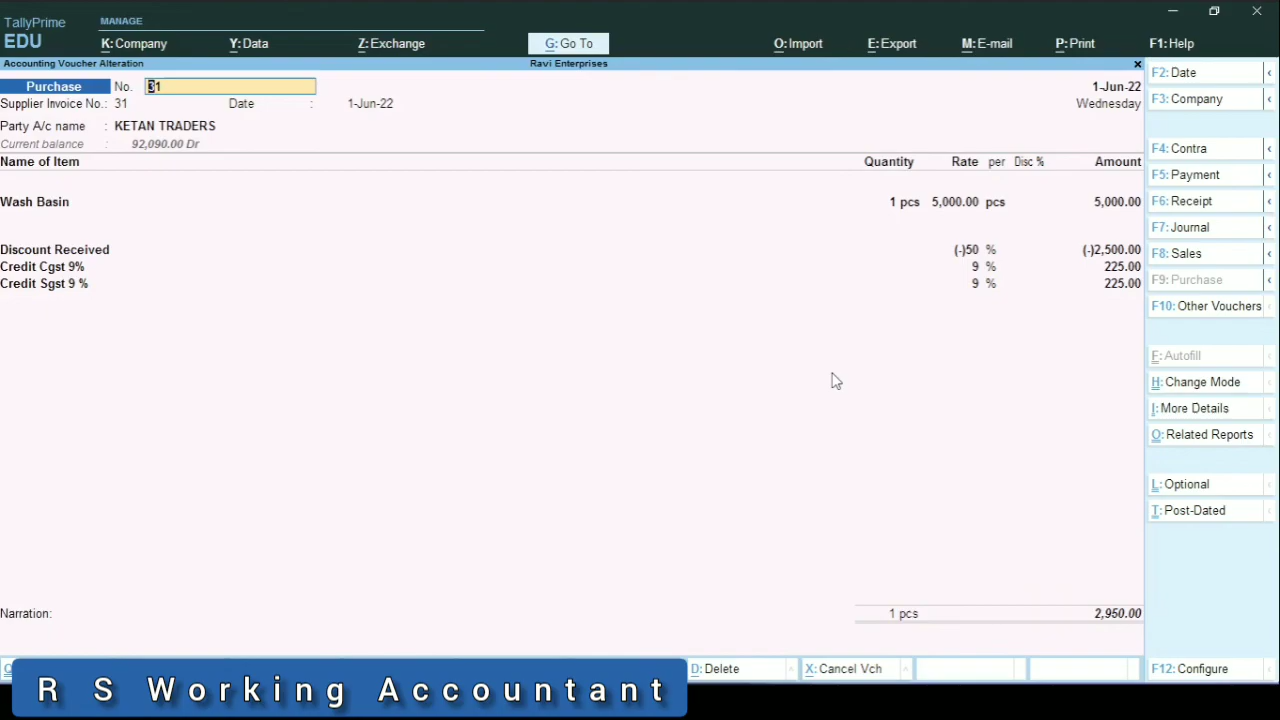 TallyPrime MANAGE
EDU K: Company Y: Data Z: Exchange G: Go To O: Import E: Export M: E-mail P: Print F1: Help
Accounting Voucher Alteration Ravi Enterprises ×
Purchase No. 31 1-Jun-22
Supplier Invoice No.: 31 Date : 1-Jun-22 Wednesday
Party A/c name : KETAN TRADERS
Current balance : 92,090.00 Dr
Name of Item Quantity Rate per Disc % Amount
Wash Basin 1 pcs 5,000.00 pcs 5,000.00
Discount Received (-)50 % (-)2,500.00
Credit Cgst 9% 9 % 225.00
Credit Sgst 9 % 9 % 225.00
Narration: 1 pcs 2,950.00
D: Delete X: Cancel Vch
F2: Date
F3: Company
F4: Contra
F5: Payment
F6: Receipt
F7: Journal
F8: Sales
F9: Purchase
F10: Other Vouchers
F: Autofill
H: Change Mode
I: More Details
O: Related Reports
L: Optional
T: Post-Dated
F12: Configure
R S Working Accountant